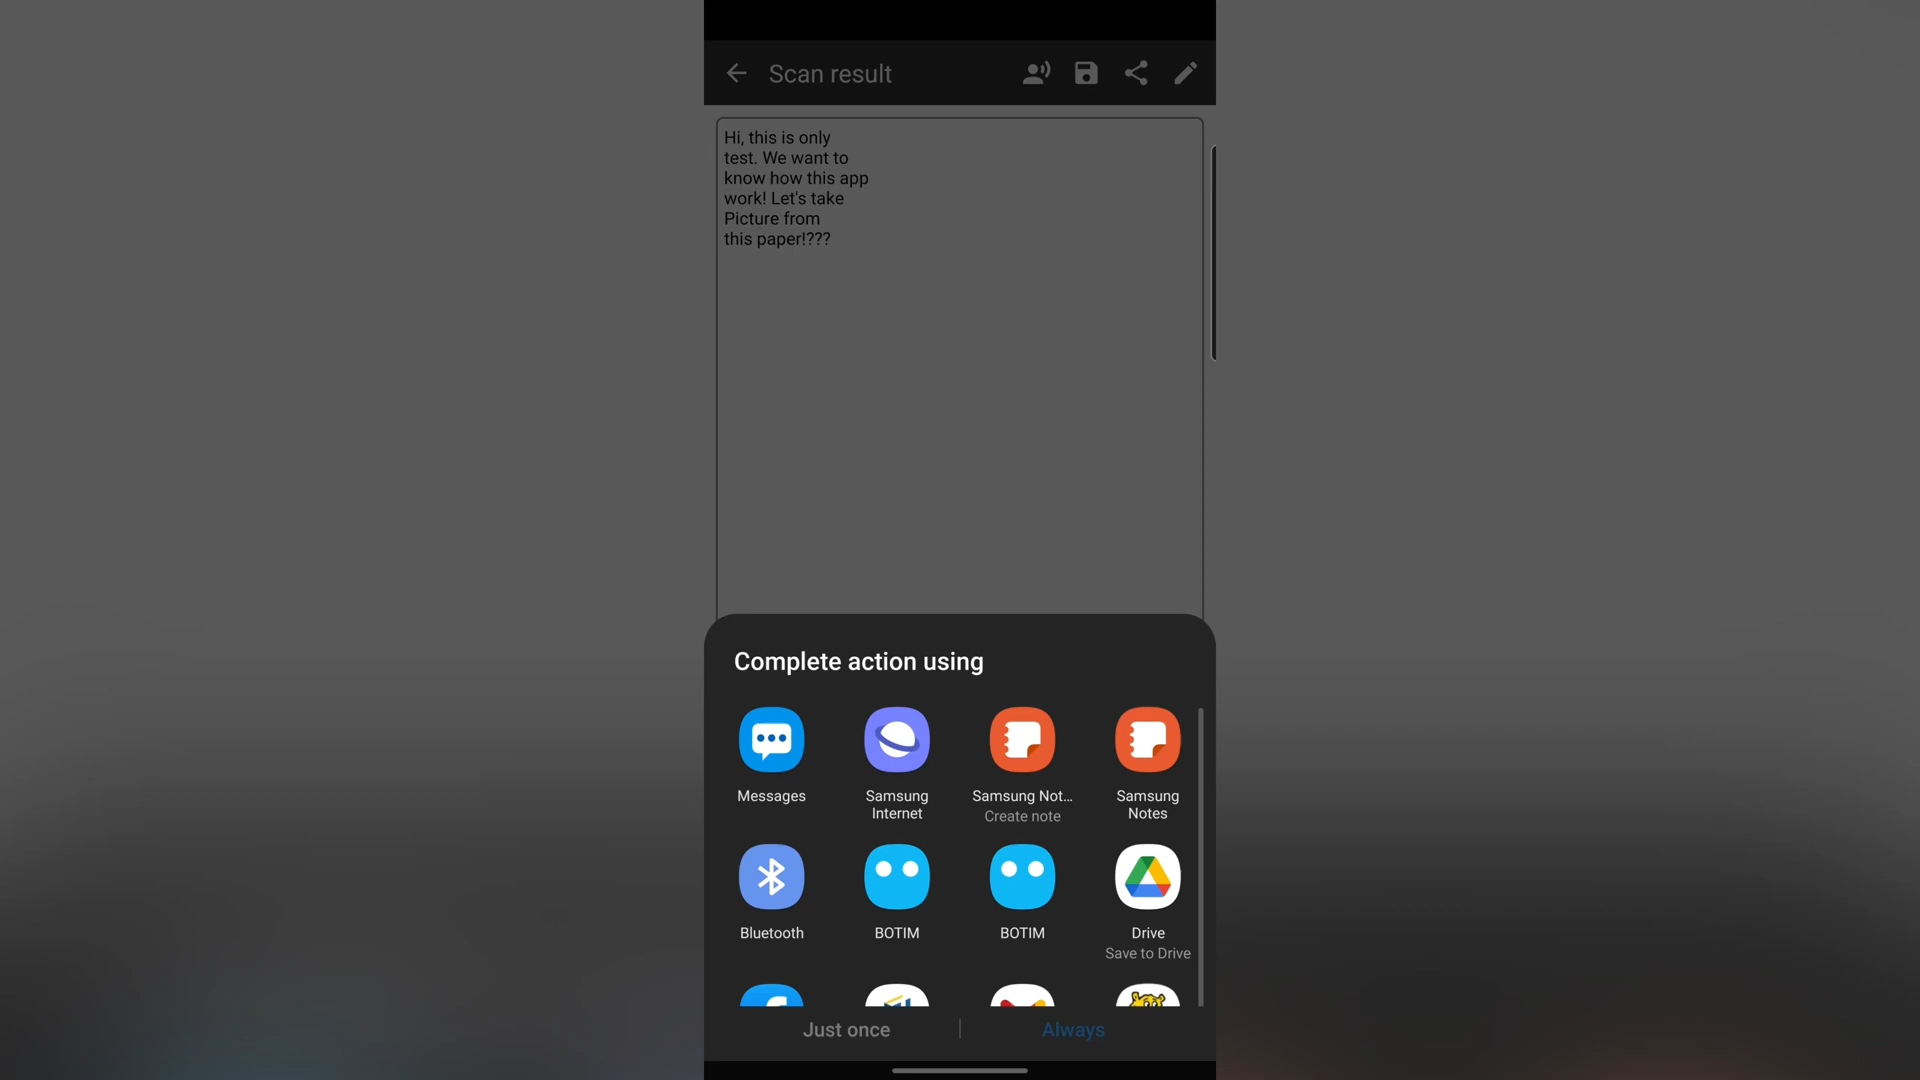 Scan result
Hi, this is only
test. We want to
know how this app
work! Let's take
Picture from
this paper!???
Complete action using
Messages
Samsung
Internet
Samsung Not...
Create note
Samsung
Notes
Bluetooth
BOTIM
BOTIM
Drive
Save to Drive
Just once
Always